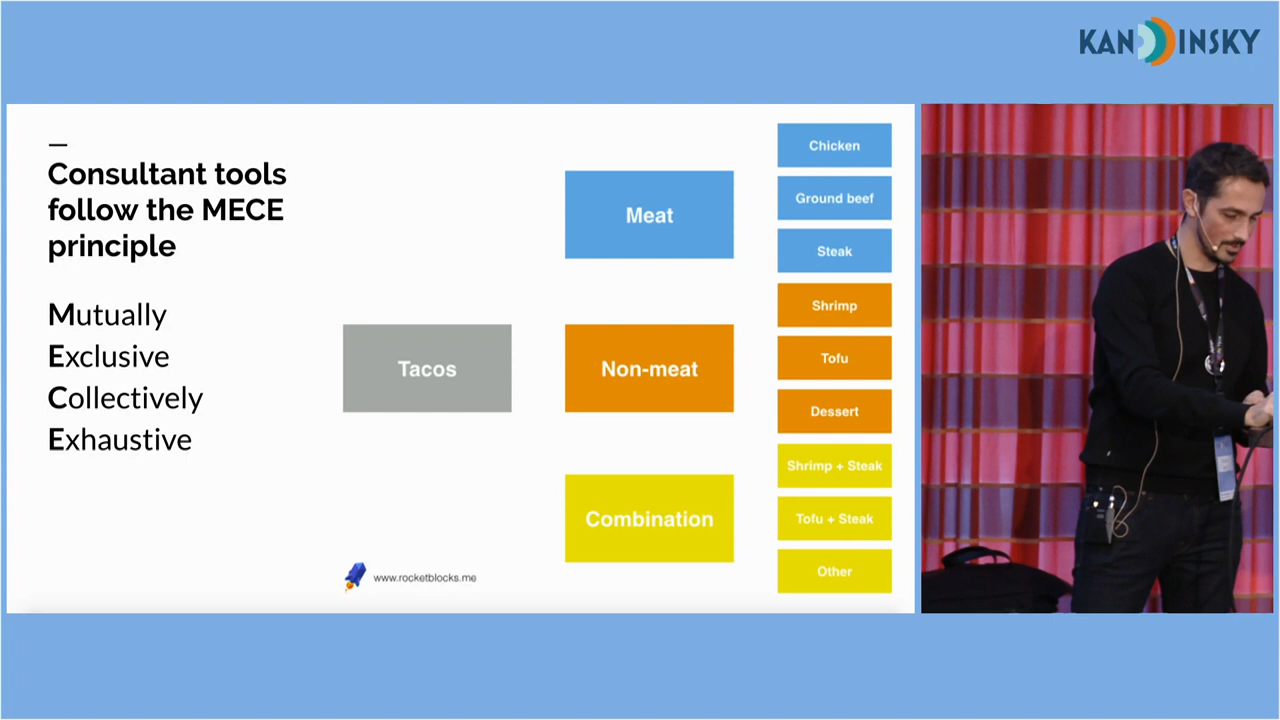 KANDINSKY
Consultant tools
follow the MECE
principle
Mutually
Exclusive
Collectively
Exhaustive
Tacos
Meat
Non-meat
Combination
Chicken
Ground beef
Steak
Shrimp
Tofu
Dessert
Shrimp + Steak
Tofu + Steak
Other
www.rocketblocks.me